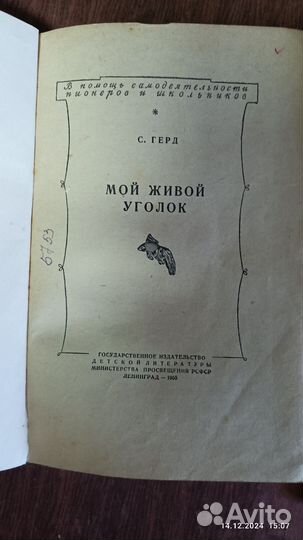 В помощь самодеятельности
пионеров и школьников
*
С. ГЕРД
МОЙ ЖИВОЙ
УГОЛОК
5753
ГОСУДАРСТВЕННОЕ ИЗДАТЕЛЬСТВО
ДЕТСКОЙ ЛИТЕРАТУРЫ
МИНИСТЕРСТВА ПРОСВЕЩЕНИЯ РСФСР
ЛЕНИНГРАД —
14.12.2024 15:07
Avito